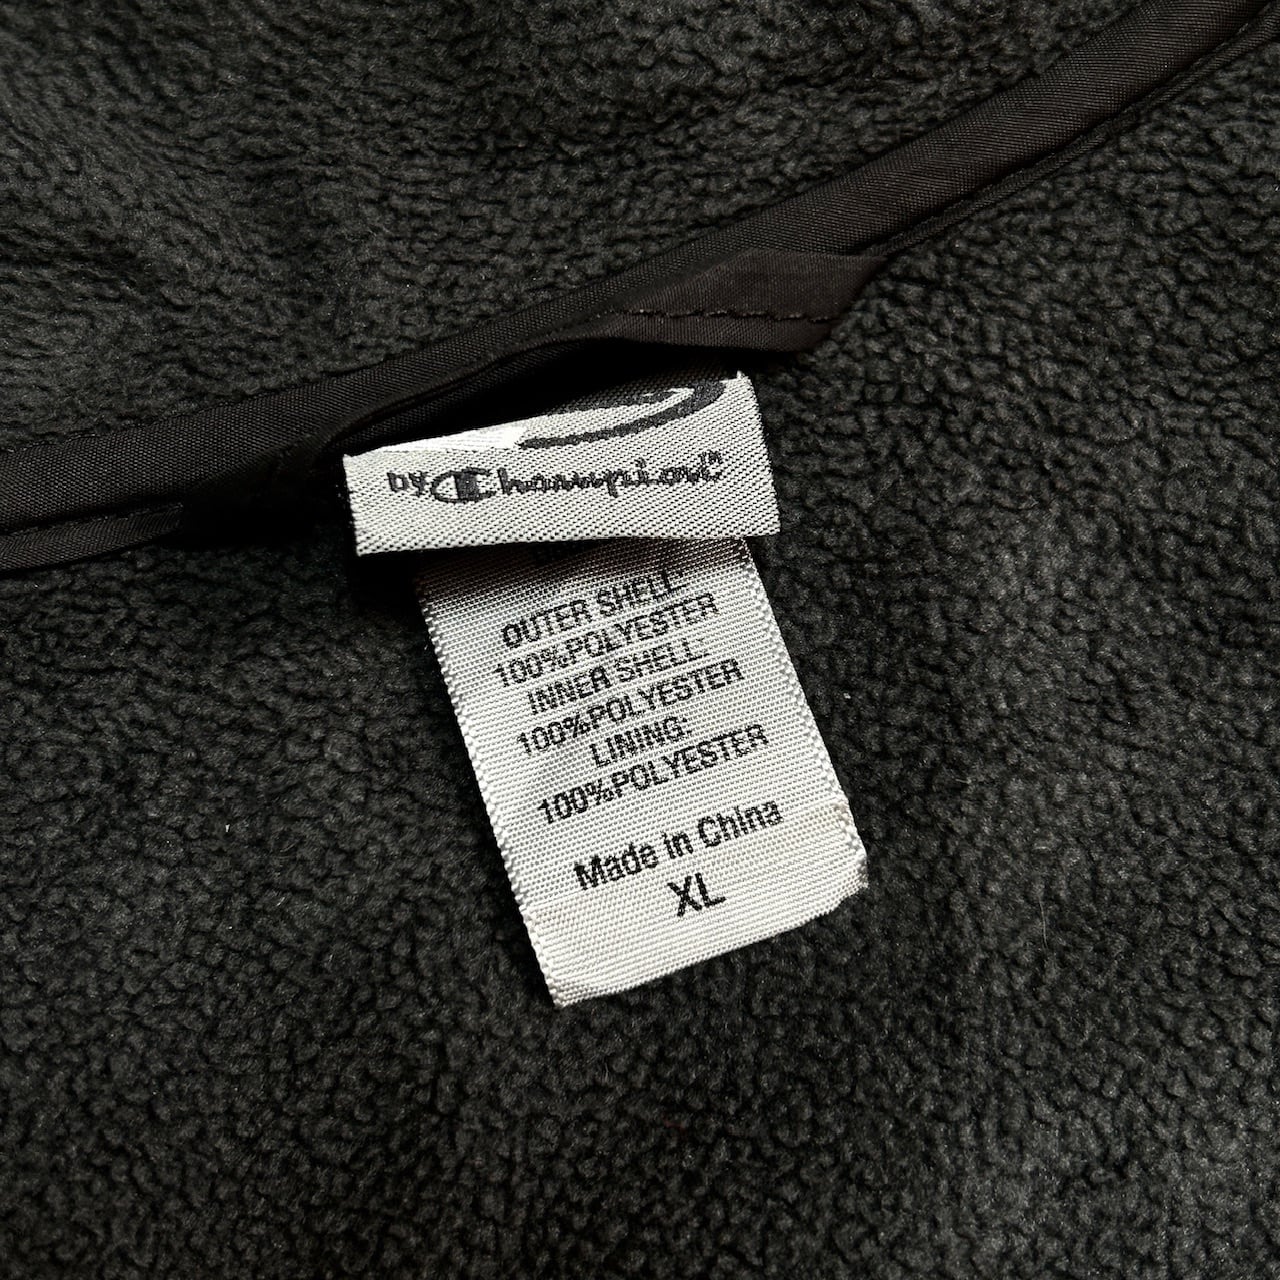 by Champion®
OUTER SHELL:
100%POLYESTER
INNER SHELL:
100%POLYESTER
LINING:
100%POLYESTER
Made in China
XL